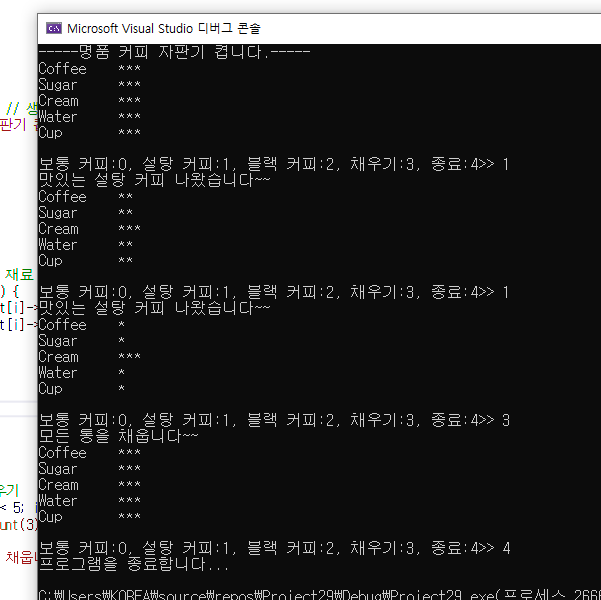 Microsoft Visual Studio 디버그 콘솔
-----명품 커피 자판기 켭니다.-----
Coffee ***
Sugar ***
Cream ***
Water ***
Cup ***
보통 커피:0, 설탕 커피:1, 블랙 커피:2, 채우기:3, 종료:4>> 1
맛있는 설탕 커피 나왔습니다~~
Coffee **
Sugar **
Cream ***
Water **
Cup **
보통 커피:0, 설탕 커피:1, 블랙 커피:2, 채우기:3, 종료:4>> 1
맛있는 설탕 커피 나왔습니다~~
Coffee *
Sugar *
Cream ***
Water *
Cup *
보통 커피:0, 설탕 커피:1, 블랙 커피:2, 채우기:3, 종료:4>> 3
모든 통을 채웁니다~~
Coffee ***
Sugar ***
Cream ***
Water ***
Cup ***
보통 커피:0, 설탕 커피:1, 블랙 커피:2, 채우기:3, 종료:4>> 4
프로그램을 종료합니다...
C:₩Users₩KOREA₩source₩repos₩Project29₩Debug₩Project29.exe(프로세스 2666
// 생
판기
재료
) {
t[i]->
t[i]->
우기
< 5;
unt(3)
채웁니